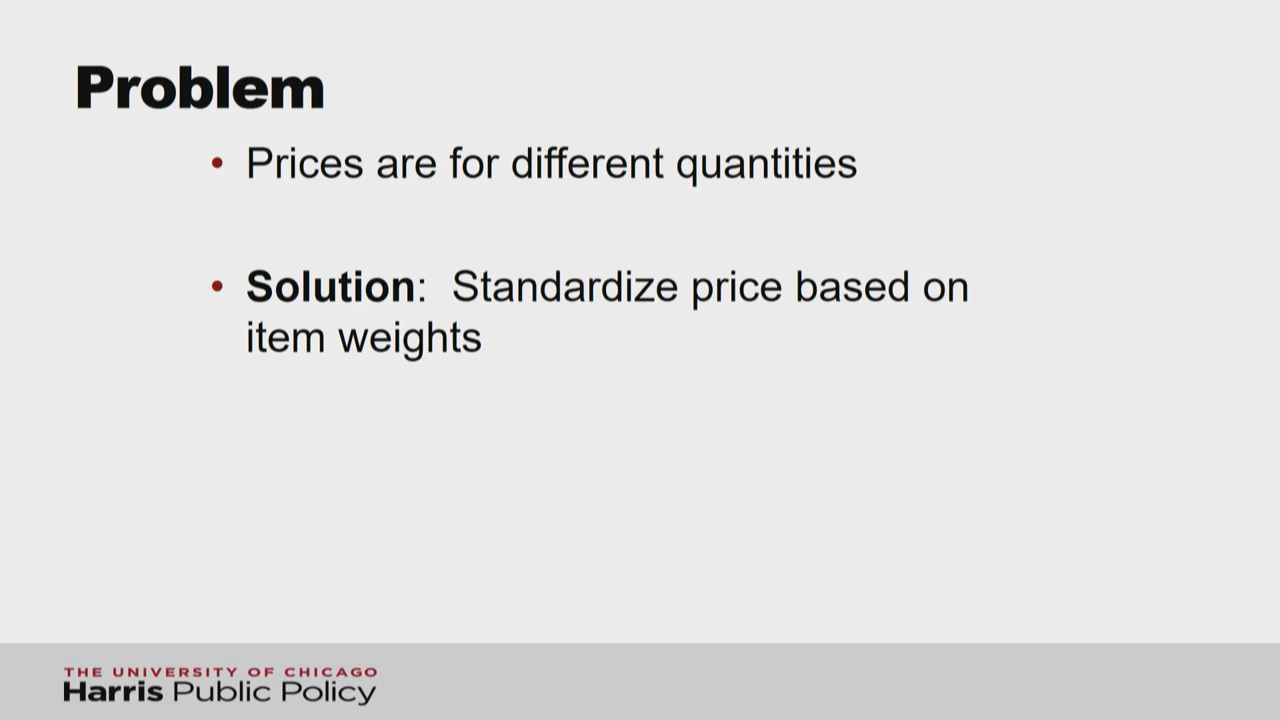 Problem
• Prices are for different quantities
• Solution: Standardize price based on
item weights
THE UNIVERSITY OF CHICAGO
Harris Public Policy